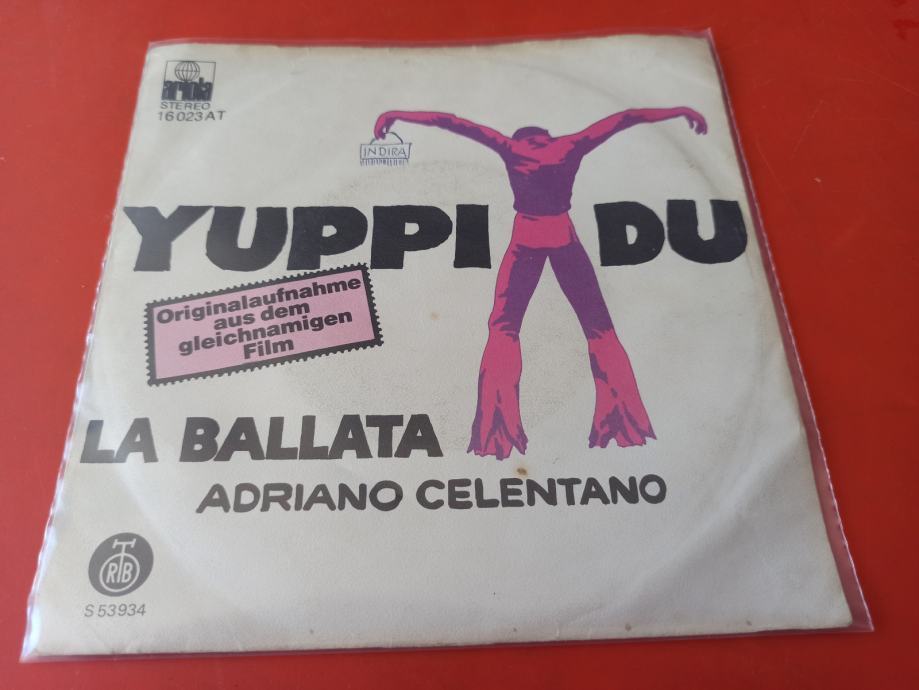 ariola
STEREO
16 023 AT
INDIRA
YUPPI DU
Originalaufnahme
aus dem
gleichnamigen
Film
LA BALLATA
ADRIANO CELENTANO
RTB
S 53934